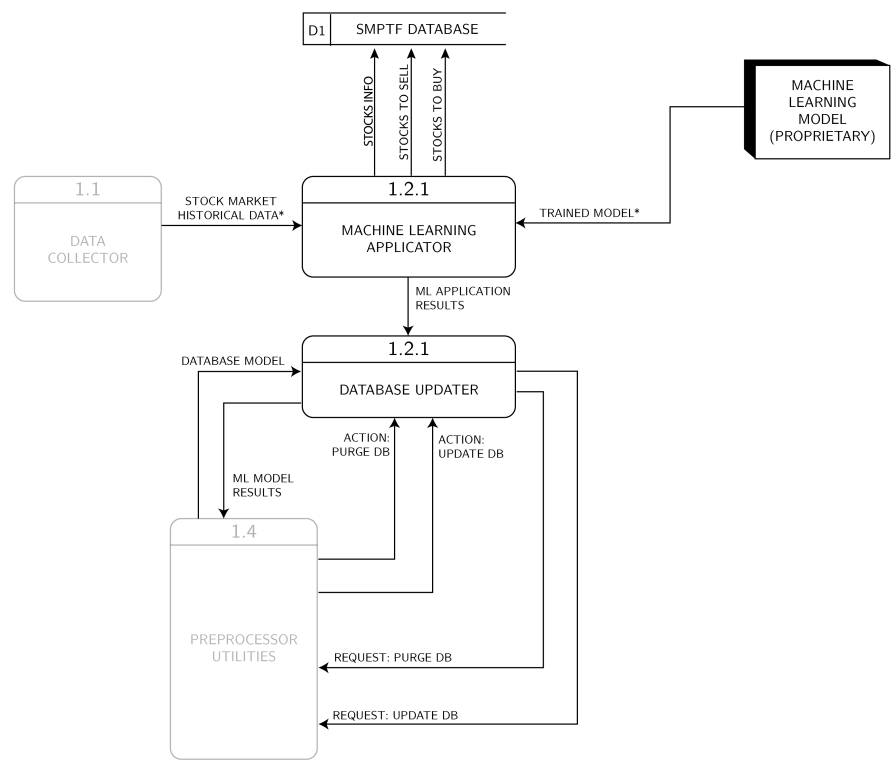 D1
SMPTF DATABASE
STOCKS INFO
STOCKS TO SELL
STOCKS TO BUY
MACHINE
LEARNING
MODEL
(PROPRIETARY)
1.1
DATA
COLLECTOR
STOCK MARKET
HISTORICAL DATA*
1.2.1
MACHINE LEARNING
APPLICATOR
TRAINED MODEL*
ML APPLICATION
RESULTS
1.2.1
DATABASE UPDATER
DATABASE MODEL
ACTION:
PURGE DB
ACTION:
UPDATE DB
ML MODEL
RESULTS
1.4
PREPROCESSOR
UTILITIES
REQUEST: PURGE DB
REQUEST: UPDATE DB